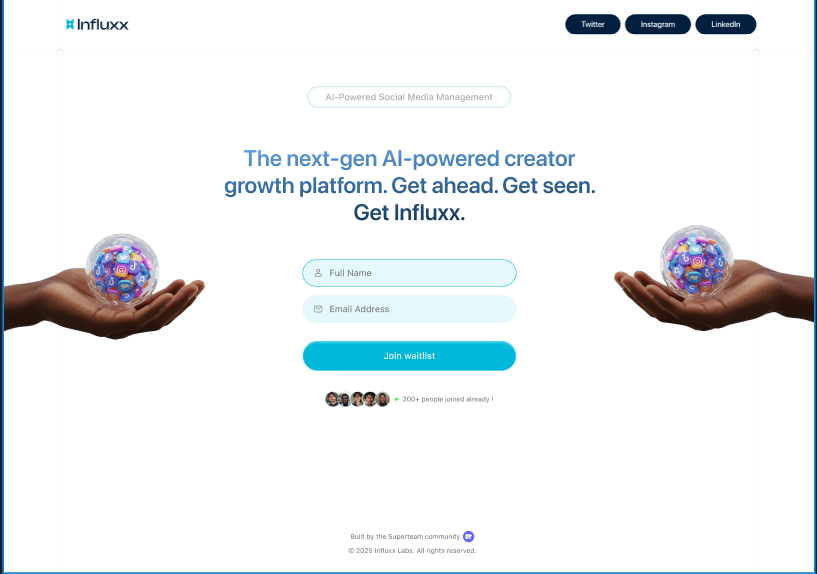 Influxx
Twitter
Instagram
LinkedIn
AI-Powered Social Media Management
The next-gen AI-powered creator
growth platform. Get ahead. Get seen.
Get Influxx.
Full Name
Email Address
Join waitlist
200+ people joined already !
Built by the Superteam community
© 2025 Influxx Labs. All rights reserved.